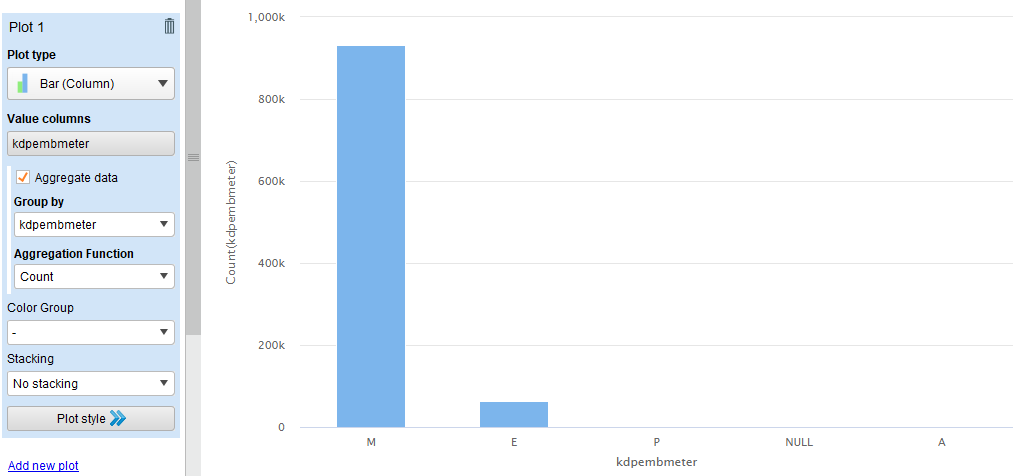 Plot 1
Plot type
Bar (Column)
Value columns
kdpembmeter
Aggregate data
Group by
kdpembmeter
Aggregation Function
Count
Color Group
-
Stacking
No stacking
Plot style
Add new plot
Count(kdpembmeter)
1,000k
800k
600k
400k
200k
0
M E P NULL A
kdpembmeter